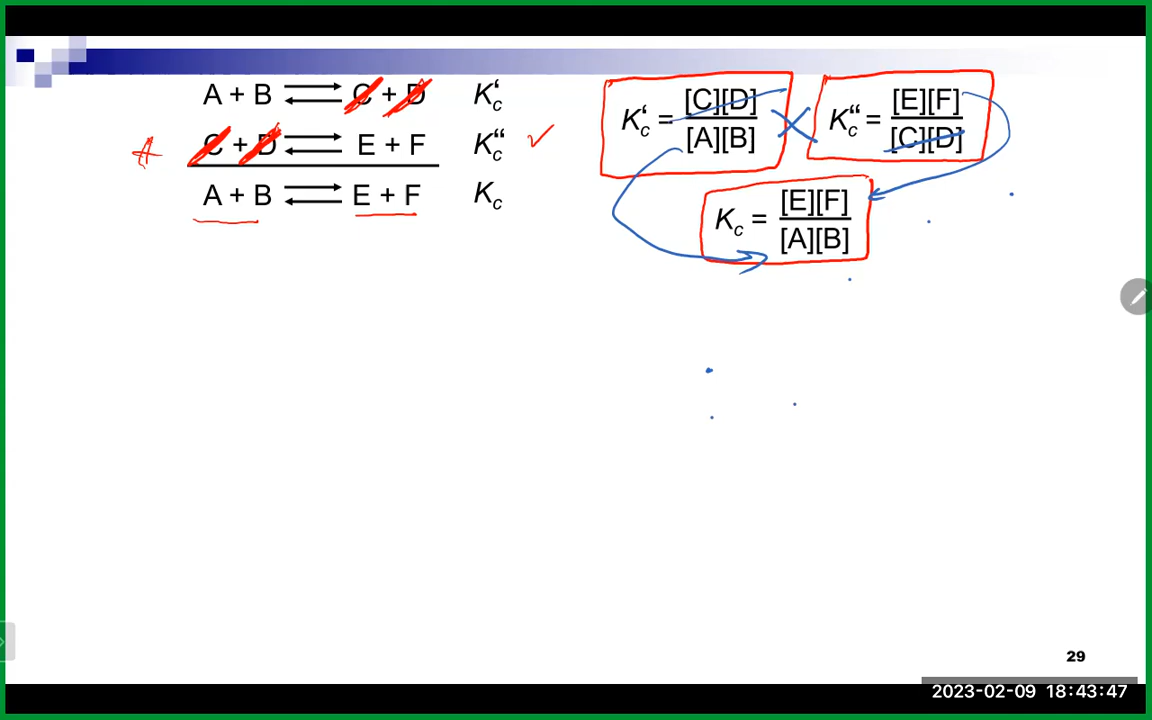 A + B ⇌ C + D K'c
C + D ⇌ E + F K''c ✓
A + B ⇌ E + F Kc
K'c = [C][D] / [A][B] × K''c = [E][F] / [C][D]
Kc = [E][F] / [A][B]
29
2023-02-09 18:43:47